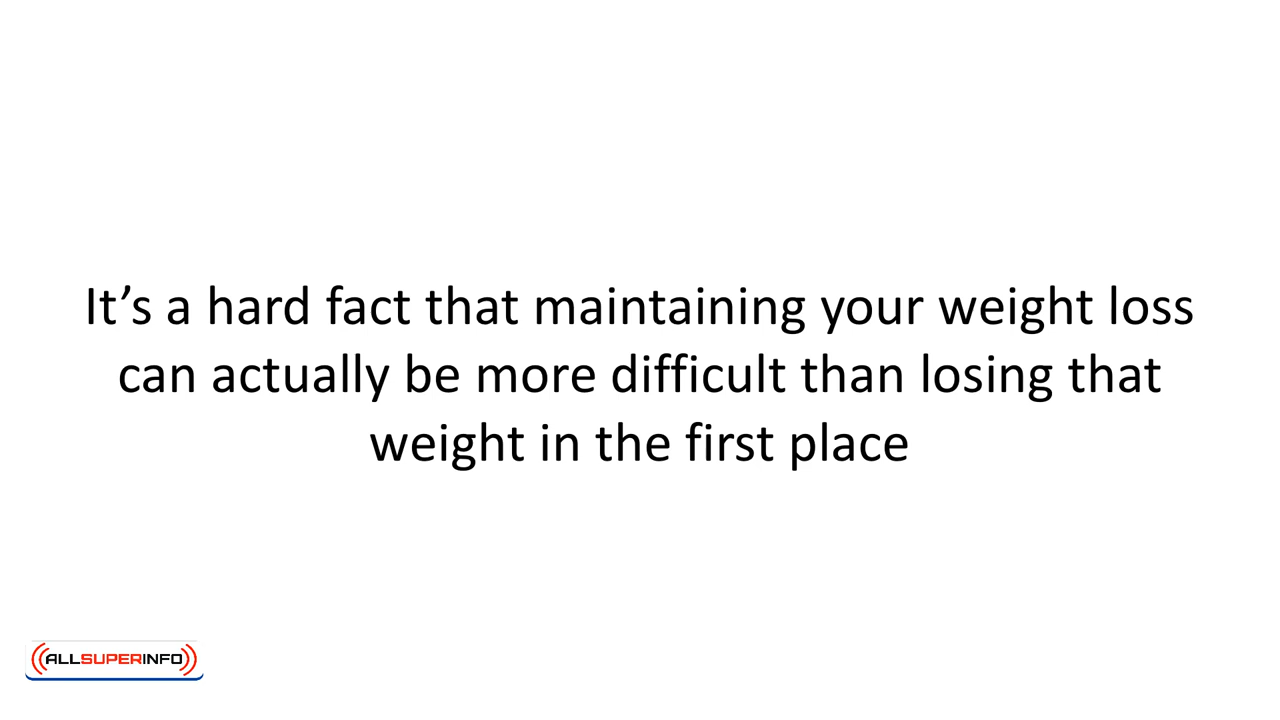 It’s a hard fact that maintaining your weight loss
can actually be more difficult than losing that
weight in the first place
ALLSUPERINFO